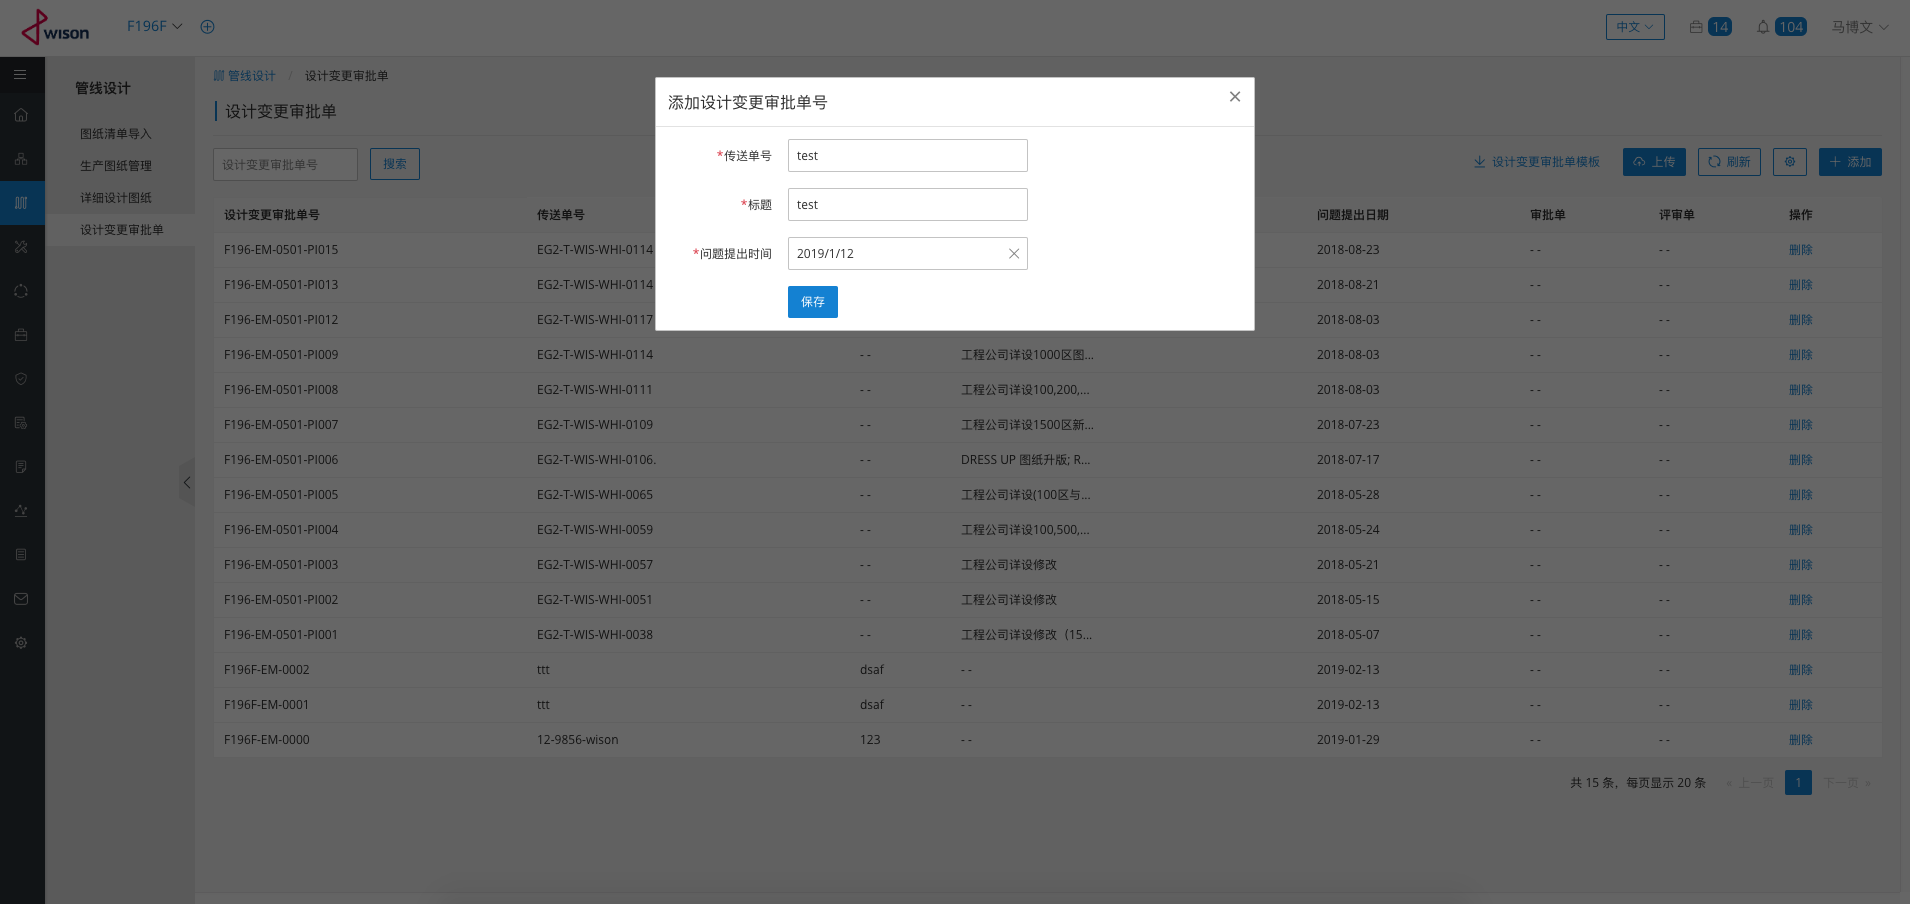 wison
F196F
中文
14
104
马博文
管线设计
图纸清单导入
生产图纸管理
详细设计图纸
设计变更审批单
管线设计 / 设计变更审批单
设计变更审批单
设计变更审批单号
搜索
设计变更审批单模板
上传
刷新
添加
添加设计变更审批单号
*传送单号 test
*标题 test
*问题提出时间 2019/1/12
保存
设计变更审批单号 传送单号 问题提出日期 审批单 评审单 操作
F196-EM-0501-PI015 EG2-T-WIS-WHI-0114 2018-08-23 - - - - 删除
F196-EM-0501-PI013 EG2-T-WIS-WHI-0114 2018-08-21 - - - - 删除
F196-EM-0501-PI012 EG2-T-WIS-WHI-0117 2018-08-03 - - - - 删除
F196-EM-0501-PI009 EG2-T-WIS-WHI-0114 - - 工程公司详设1000区图... 2018-08-03 - - - - 删除
F196-EM-0501-PI008 EG2-T-WIS-WHI-0111 - - 工程公司详设100,200,... 2018-08-03 - - - - 删除
F196-EM-0501-PI007 EG2-T-WIS-WHI-0109 - - 工程公司详设1500区新... 2018-07-23 - - - - 删除
F196-EM-0501-PI006 EG2-T-WIS-WHI-0106. - - DRESS UP 图纸升版; R... 2018-07-17 - - - - 删除
F196-EM-0501-PI005 EG2-T-WIS-WHI-0065 - - 工程公司详设(100区与... 2018-05-28 - - - - 删除
F196-EM-0501-PI004 EG2-T-WIS-WHI-0059 - - 工程公司详设100,500,... 2018-05-24 - - - - 删除
F196-EM-0501-PI003 EG2-T-WIS-WHI-0057 - - 工程公司详设修改 2018-05-21 - - - - 删除
F196-EM-0501-PI002 EG2-T-WIS-WHI-0051 - - 工程公司详设修改 2018-05-15 - - - - 删除
F196-EM-0501-PI001 EG2-T-WIS-WHI-0038 - - 工程公司详设修改（15... 2018-05-07 - - - - 删除
F196F-EM-0002 ttt dsaf - - 2019-02-13 - - - - 删除
F196F-EM-0001 ttt dsaf - - 2019-02-13 - - - - 删除
F196F-EM-0000 12-9856-wison 123 - - 2019-01-29 - - - - 删除
共 15 条，每页显示 20 条 « 上一页 1 下一页 »